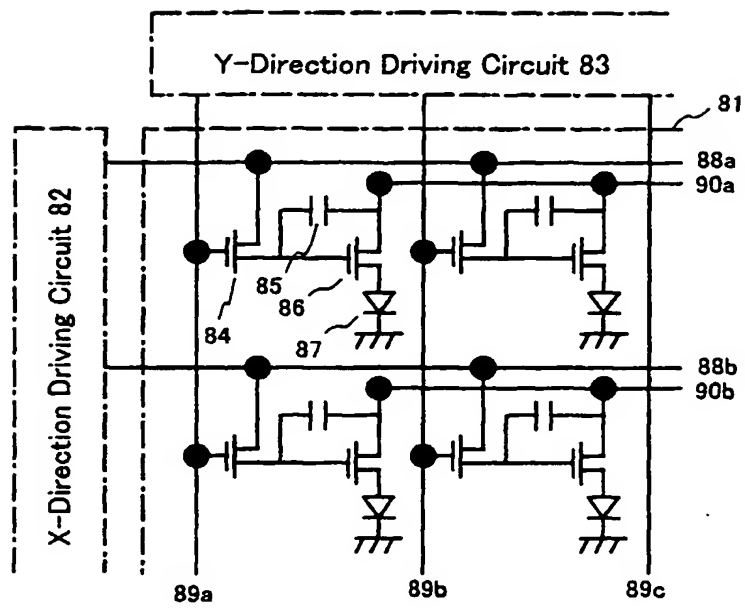 Y-Direction Driving Circuit 83
81
X-Direction Driving Circuit 82
88a
90a
84
85
86
87
88b
90b
89a
89b
89c